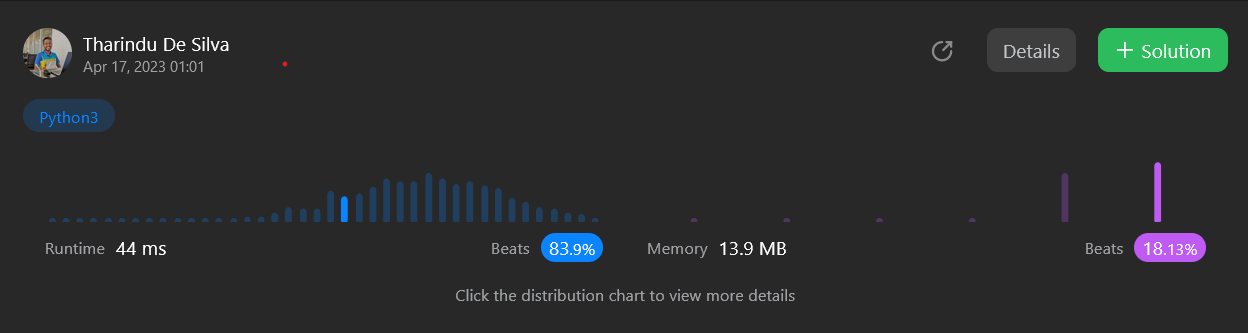 Tharindu De Silva
Apr 17, 2023 01:01
Details
+ Solution
Python3
Runtime 44 ms Beats 83.9% Memory 13.9 MB Beats 18.13%
Click the distribution chart to view more details